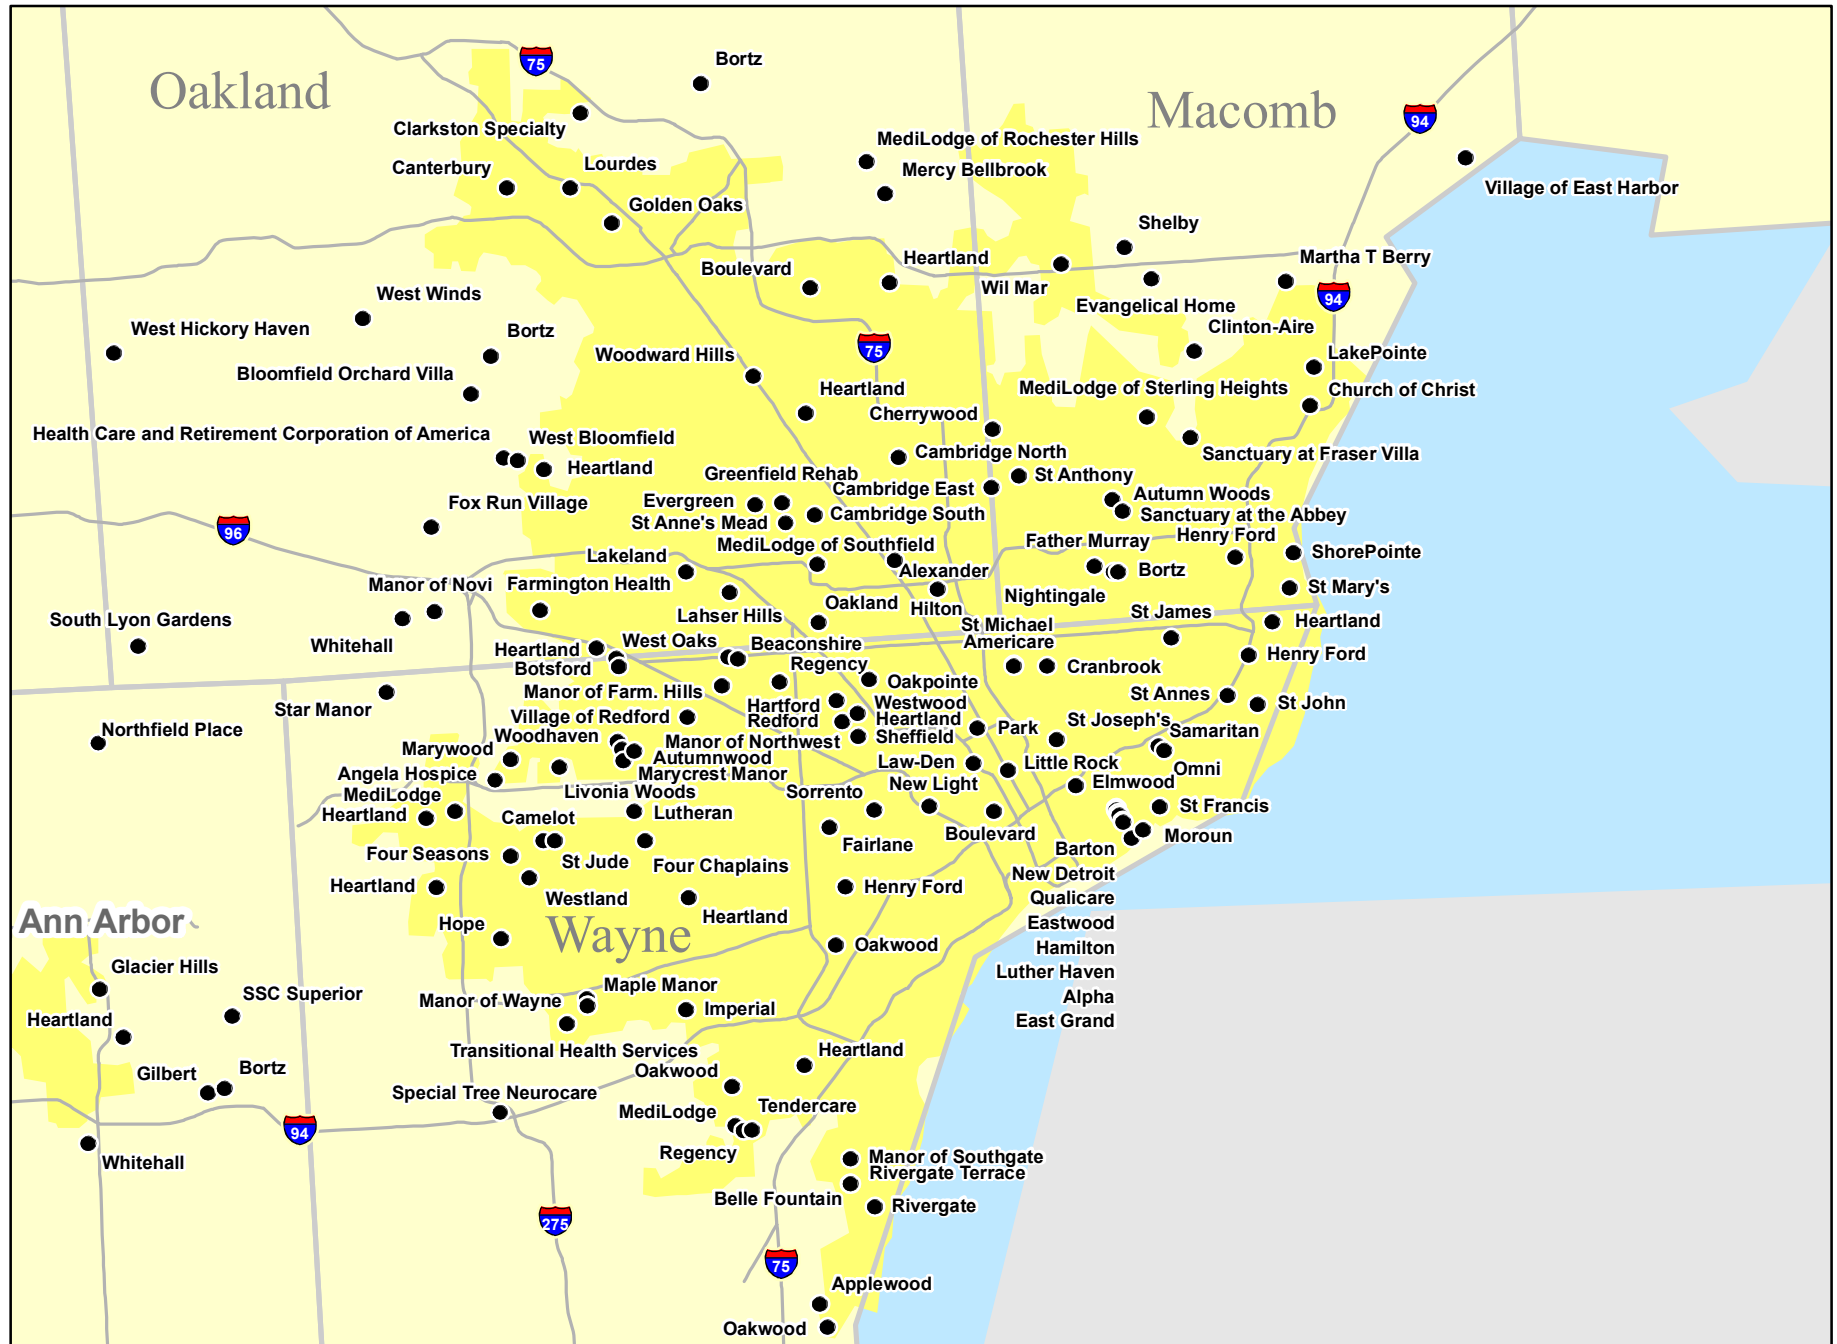 75
Bortz
Oakland
Macomb
94
Clarkston Specialty
MediLodge of Rochester Hills
Canterbury
Lourdes
Mercy Bellbrook
Village of East Harbor
Golden Oaks
Shelby
Boulevard
Heartland
Martha T Berry
Wil Mar
94
West Winds
Evangelical Home
West Hickory Haven
Bortz
Clinton-Aire
Woodward Hills
75
LakePointe
Bloomfield Orchard Villa
Heartland
MediLodge of Sterling Heights
Church of Christ
Cherrywood
Health Care and Retirement Corporation of America
West Bloomfield
Cambridge North
Sanctuary at Fraser Villa
Heartland
Greenfield Rehab
St Anthony
Cambridge East
Autumn Woods
Fox Run Village
Evergreen
Cambridge South
Sanctuary at the Abbey
St Anne's Mead
96
MediLodge of Southfield
Father Murray
Henry Ford
ShorePointe
Lakeland
Alexander
Bortz
Manor of Novi
Farmington Health
Nightingale
St Mary's
Lahser Hills
Oakland
Hilton
St James
South Lyon Gardens
St Michael
Heartland
Whitehall
Heartland
West Oaks
Beaconshire
Americare
Botsford
Regency
Cranbrook
Henry Ford
Manor of Farm. Hills
Oakpointe
St Annes
St John
Star Manor
Hartford
Westwood
Village of Redford
Redford
Heartland
Park
St Joseph's
Northfield Place
Woodhaven
Manor of Northwest
Sheffield
Samaritan
Marywood
Autumnwood
Law-Den
Little Rock
Omni
Angela Hospice
Marycrest Manor
New Light
Elmwood
MediLodge
Livonia Woods
Sorrento
St Francis
Heartland
Camelot
Lutheran
Boulevard
Moroun
Four Seasons
St Jude
Four Chaplains
Fairlane
Barton
Heartland
Westland
Henry Ford
New Detroit
Heartland
Qualicare
Ann Arbor
Hope
Wayne
Eastwood
Oakwood
Hamilton
Glacier Hills
Luther Haven
SSC Superior
Manor of Wayne
Maple Manor
Alpha
Heartland
Imperial
East Grand
Transitional Health Services
Heartland
Gilbert
Bortz
Oakwood
Special Tree Neurocare
MediLodge
Tendercare
94
Regency
Whitehall
Manor of Southgate
Rivergate Terrace
Belle Fountain
Rivergate
275
75
Applewood
Oakwood